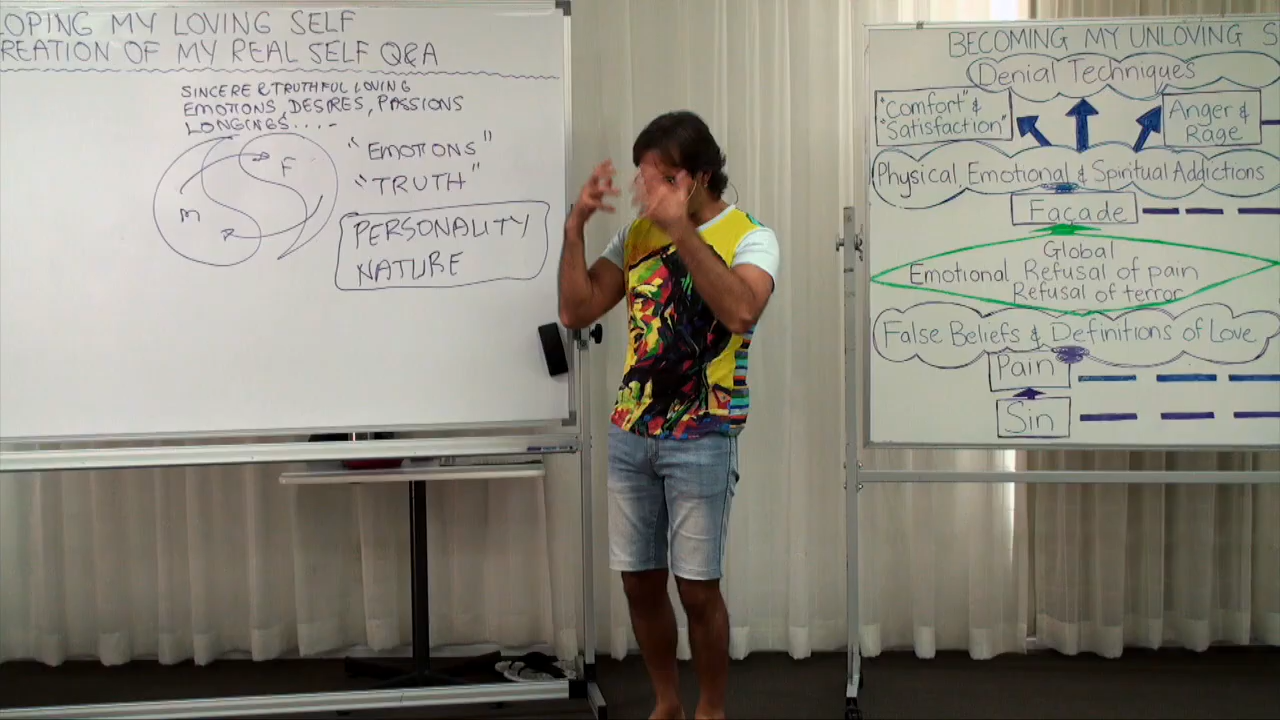 LOPING MY LOVING SELF
REATION OF MY REAL SELF Q&A
SINCERE & TRUTHFUL LOVING
EMOTIONS, DESIRES, PASSIONS
LONGINGS....-
F
M
"EMOTIONS"
"TRUTH"
PERSONALITY
NATURE
BECOMING MY UNLOVING S
Denial Techniques
"Comfort" &
"Satisfaction"
Anger &
Rage
Physical Emotional & Spiritual Addictions
Façade
Global
Emotional Refusal of pain
Refusal of terror
False Beliefs & Definitions of Love
Pain
Sin